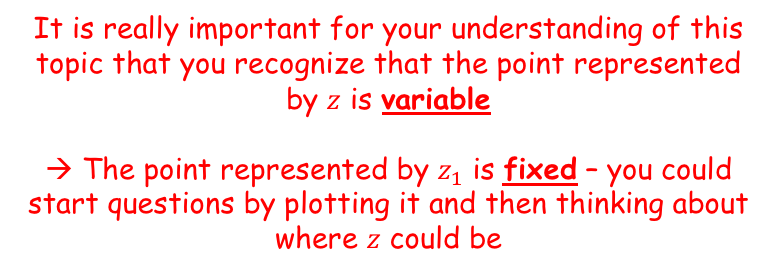 It is really important for your understanding of this
topic that you recognize that the point represented
by z is variable
→ The point represented by z₁ is fixed – you could
start questions by plotting it and then thinking about
where z could be